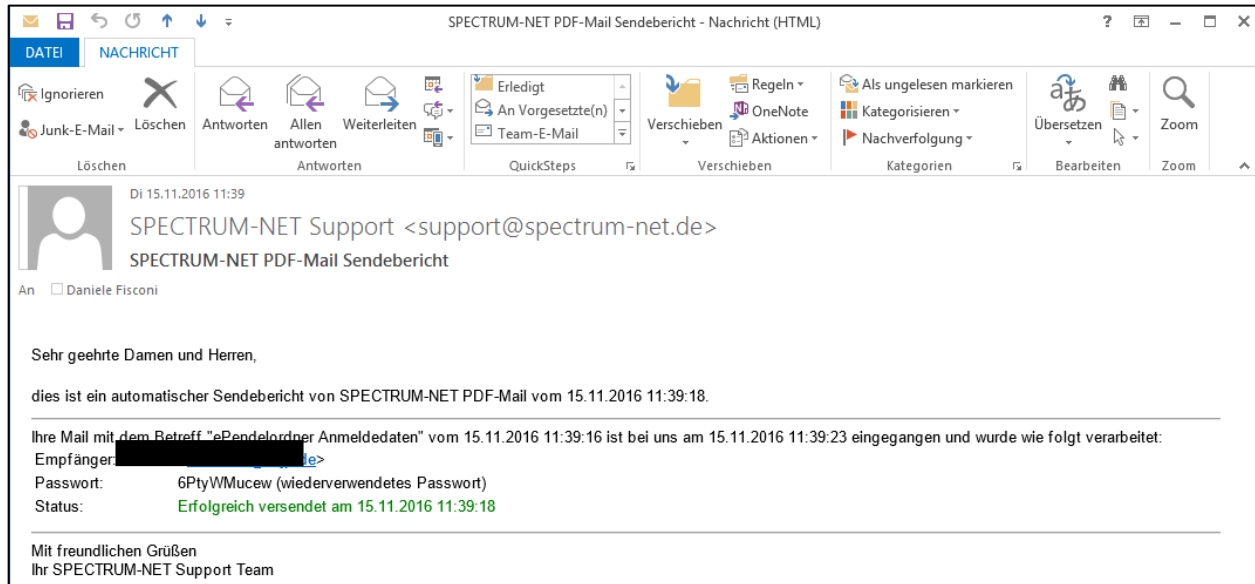 SPECTRUM-NET PDF-Mail Sendebericht - Nachricht (HTML)
DATEI NACHRICHT
Ignorieren
Junk-E-Mail
Löschen
Löschen
Antworten
Allen antworten
Weiterleiten
Antworten
Erledigt
An Vorgesetzte(n)
Team-E-Mail
QuickSteps
Verschieben
Regeln
OneNote
Aktionen
Verschieben
Als ungelesen markieren
Kategorisieren
Nachverfolgung
Kategorien
Übersetzen
Bearbeiten
Zoom
Zoom
Di 15.11.2016 11:39
SPECTRUM-NET Support <support@spectrum-net.de>
SPECTRUM-NET PDF-Mail Sendebericht
An Daniele Fisconi
Sehr geehrte Damen und Herren,
dies ist ein automatischer Sendebericht von SPECTRUM-NET PDF-Mail vom 15.11.2016 11:39:18.
Ihre Mail mit dem Betreff "ePendelordner Anmeldedaten" vom 15.11.2016 11:39:16 ist bei uns am 15.11.2016 11:39:23 eingegangen und wurde wie folgt verarbeitet:
Empfänger: de>
Passwort: 6PtyWMucew (wiederverwendetes Passwort)
Status: Erfolgreich versendet am 15.11.2016 11:39:18
Mit freundlichen Grüßen
Ihr SPECTRUM-NET Support Team